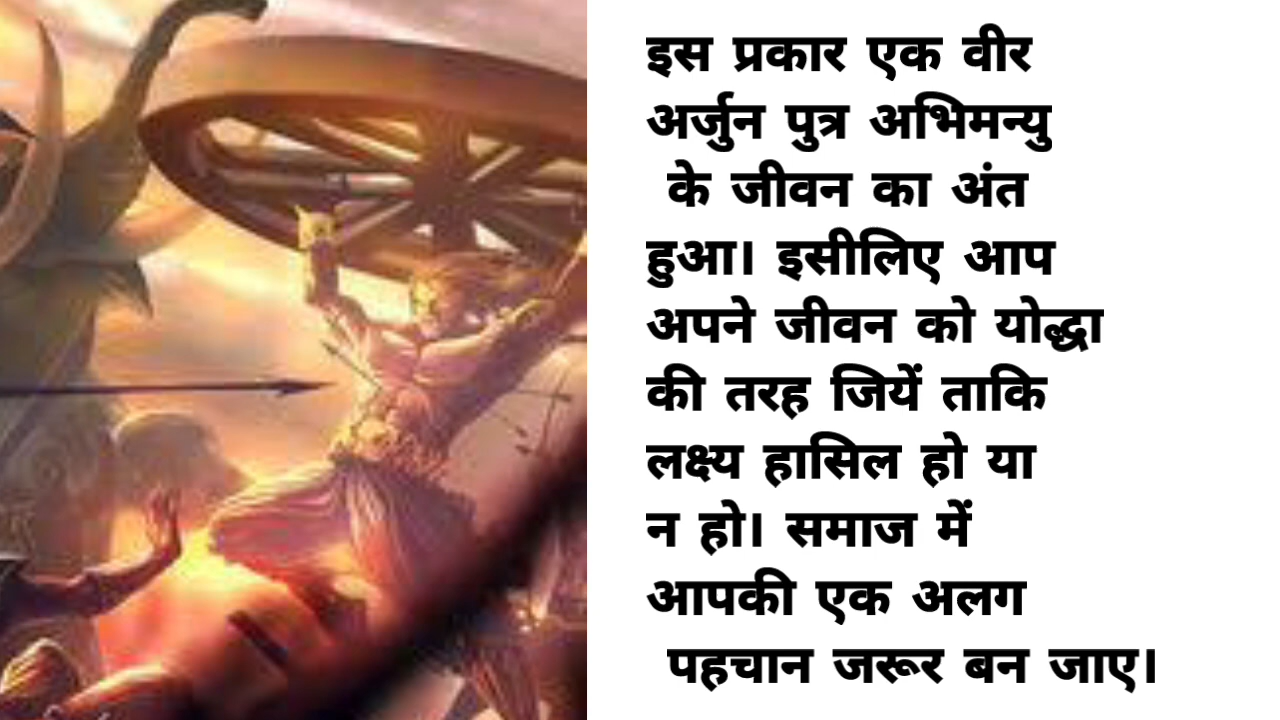 इस प्रकार एक वीर
अर्जुन पुत्र अभिमन्यु
के जीवन का अंत
हुआ। इसीलिए आप
अपने जीवन को योद्धा
की तरह जियें ताकि
लक्ष्य हासिल हो या
न हो। समाज में
आपकी एक अलग
पहचान जरूर बन जाए।